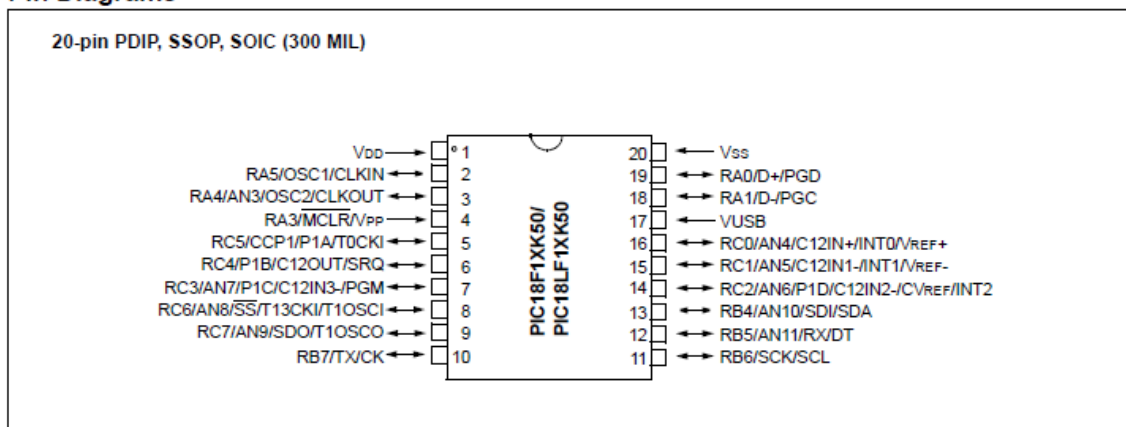 20-pin PDIP, SSOP, SOIC (300 MIL)
VDD 1
RA5/OSC1/CLKIN 2
RA4/AN3/OSC2/CLKOUT 3
RA3/MCLR/VPP 4
RC5/CCP1/P1A/T0CKI 5
RC4/P1B/C12OUT/SRQ 6
RC3/AN7/P1C/C12IN3-/PGM 7
RC6/AN8/SS/T13CKI/T1OSCI 8
RC7/AN9/SDO/T1OSCO 9
RB7/TX/CK 10
PIC18F1XK50/
PIC18LF1XK50
20 VSS
19 RA0/D+/PGD
18 RA1/D-/PGC
17 VUSB
16 RC0/AN4/C12IN+/INT0/VREF+
15 RC1/AN5/C12IN1-/INT1/VREF-
14 RC2/AN6/P1D/C12IN2-/CVREF/INT2
13 RB4/AN10/SDI/SDA
12 RB5/AN11/RX/DT
11 RB6/SCK/SCL